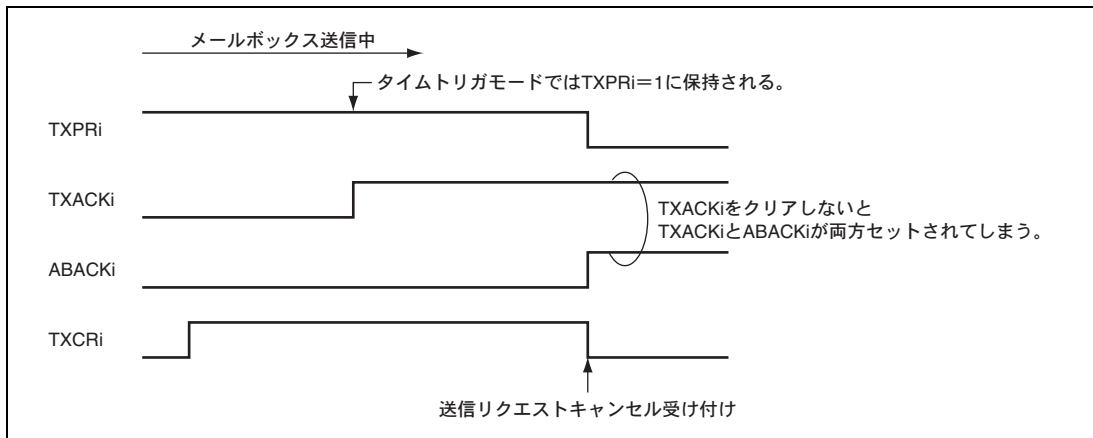 メールボックス送信中
タイムトリガモードではTXPRi＝1に保持される。
TXPRi
TXACKi
TXACKiをクリアしないと
TXACKiとABACKiが両方セットされてしまう。
ABACKi
TXCRi
送信リクエストキャンセル受け付け